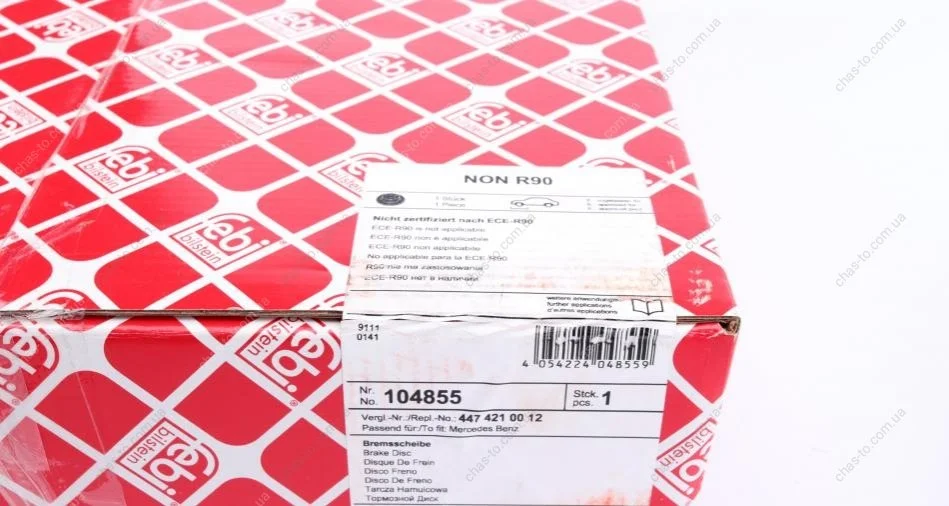 febi
bilstein
NON R90
1 Stück
1 Piece
Nicht zertifiziert nach ECE-R90
ECE-R90 is not applicable
ECE-R90 non è applicabile
ECE-R90 non applicabile
No applicable para la ECE-R90
R90 nie ma zastosowania
ECE-R90 нет в наличии
weitere anwendungen
further applications
d'autres applications
9111
0141
4 054224 048559
Nr.
No. 104855
Stck.
pcs. 1
Vergl.-Nr./Repl.-No.: 447 421 00 12
Passend für:/To fit: Mercedes Benz
Bremsscheibe
Brake Disc
Disque De Frein
Disco Freno
Disco De Freno
Tarcza Hamulcowa
Тормозной Диск
chas-to.com.ua